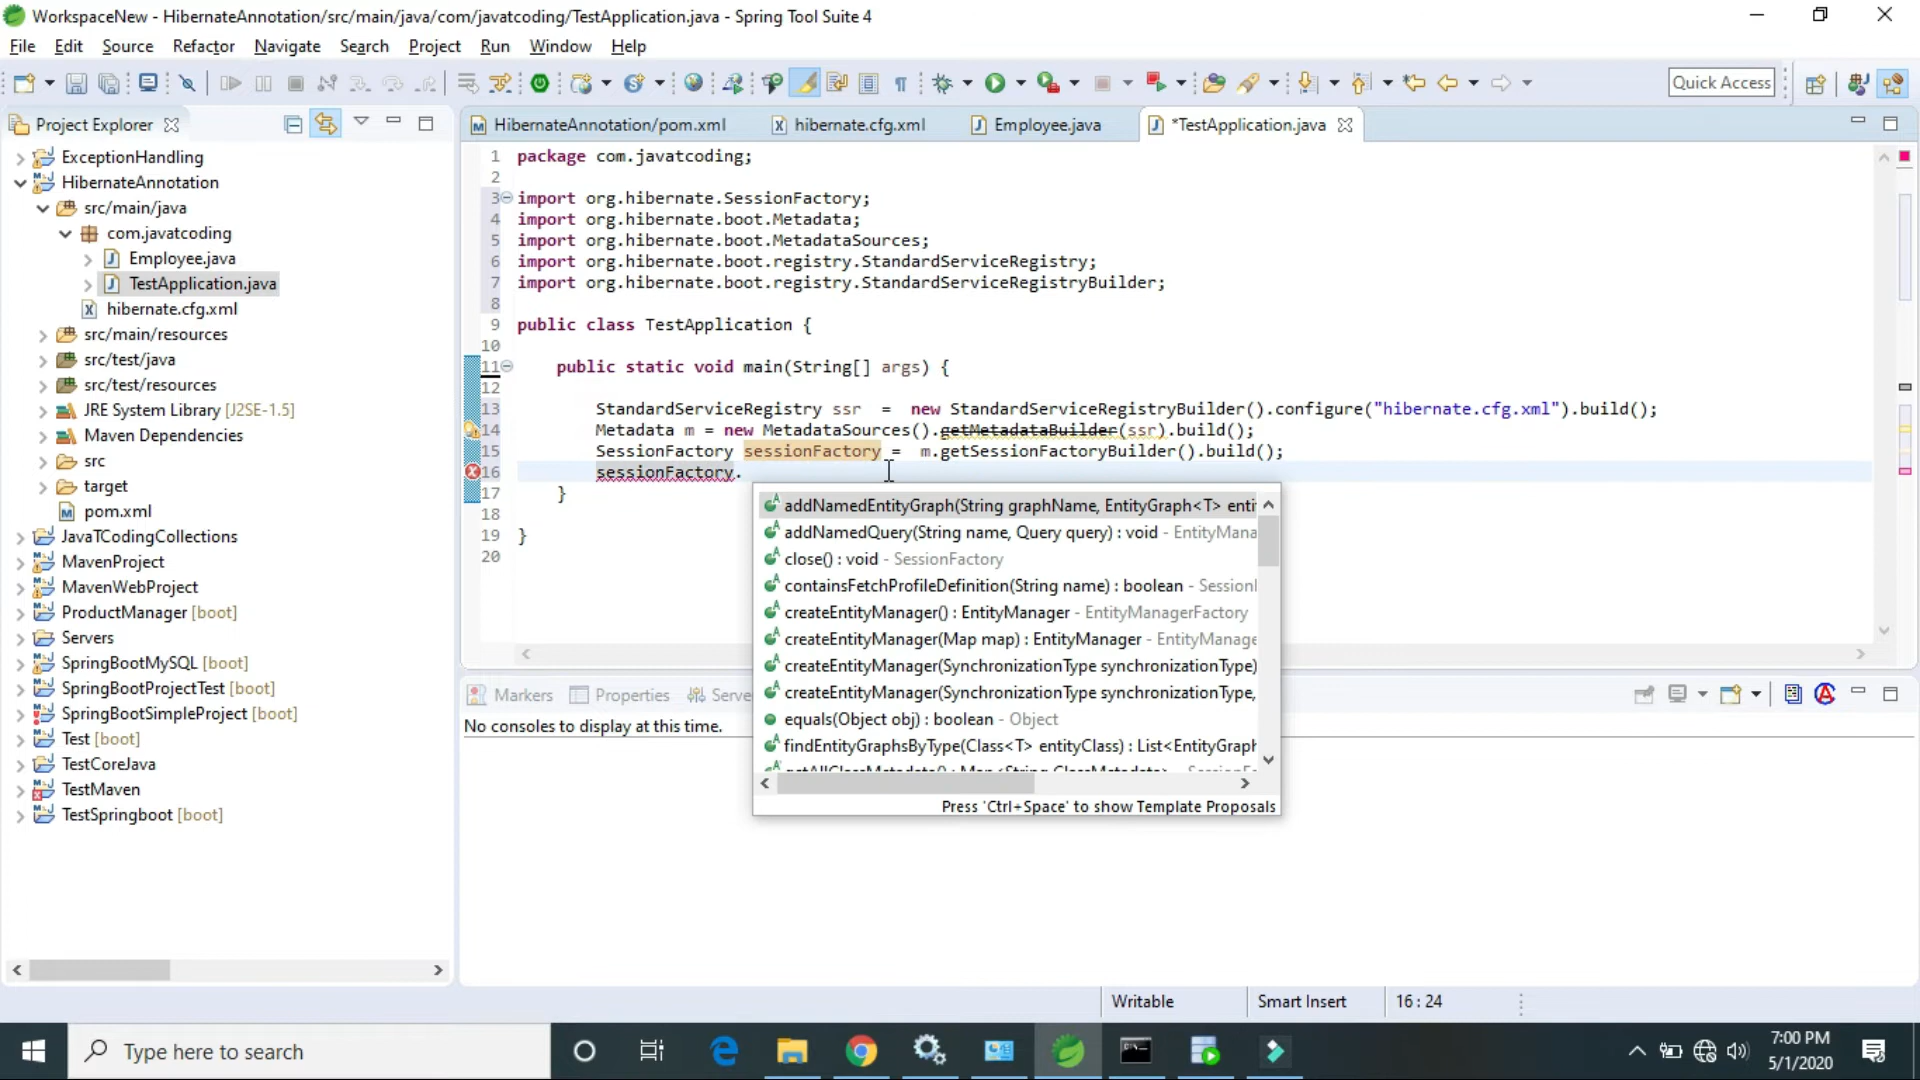 WorkspaceNew - HibernateAnnotation/src/main/java/com/javatcoding/TestApplication.java - Spring Tool Suite 4
File Edit Source Refactor Navigate Search Project Run Window Help
Quick Access
Project Explorer
HibernateAnnotation/pom.xml hibernate.cfg.xml Employee.java *TestApplication.java
ExceptionHandling
HibernateAnnotation
src/main/java
com.javatcoding
Employee.java
TestApplication.java
hibernate.cfg.xml
src/main/resources
src/test/java
src/test/resources
JRE System Library [J2SE-1.5]
Maven Dependencies
src
target
pom.xml
JavaTCodingCollections
MavenProject
MavenWebProject
ProductManager [boot]
Servers
SpringBootMySQL [boot]
SpringBootProjectTest [boot]
SpringBootSimpleProject [boot]
Test [boot]
TestCoreJava
TestMaven
TestSpringboot [boot]
1 package com.javatcoding;
2
3 import org.hibernate.SessionFactory;
4 import org.hibernate.boot.Metadata;
5 import org.hibernate.boot.MetadataSources;
6 import org.hibernate.boot.registry.StandardServiceRegistry;
7 import org.hibernate.boot.registry.StandardServiceRegistryBuilder;
8
9 public class TestApplication {
10
11 public static void main(String[] args) {
12
13 StandardServiceRegistry ssr = new StandardServiceRegistryBuilder().configure("hibernate.cfg.xml").build();
14 Metadata m = new MetadataSources().getMetadataBuilder(ssr).build();
15 SessionFactory sessionFactory = m.getSessionFactoryBuilder().build();
16 sessionFactory.
17 }
18
19 }
20
addNamedEntityGraph(String graphName, EntityGraph<T> enti
addNamedQuery(String name, Query query) : void - EntityMana
close() : void - SessionFactory
containsFetchProfileDefinition(String name) : boolean - Session
createEntityManager() : EntityManager - EntityManagerFactory
createEntityManager(Map map) : EntityManager - EntityManage
createEntityManager(SynchronizationType synchronizationType)
createEntityManager(SynchronizationType synchronizationType,
equals(Object obj) : boolean - Object
findEntityGraphsByType(Class<T> entityClass) : List<EntityGraph
getAllClassMetadata() : Map<String,ClassMetadata> - SessionFa
Press 'Ctrl+Space' to show Template Proposals
Markers Properties Serve
No consoles to display at this time.
Writable Smart Insert 16 : 24
Type here to search
7:00 PM
5/1/2020